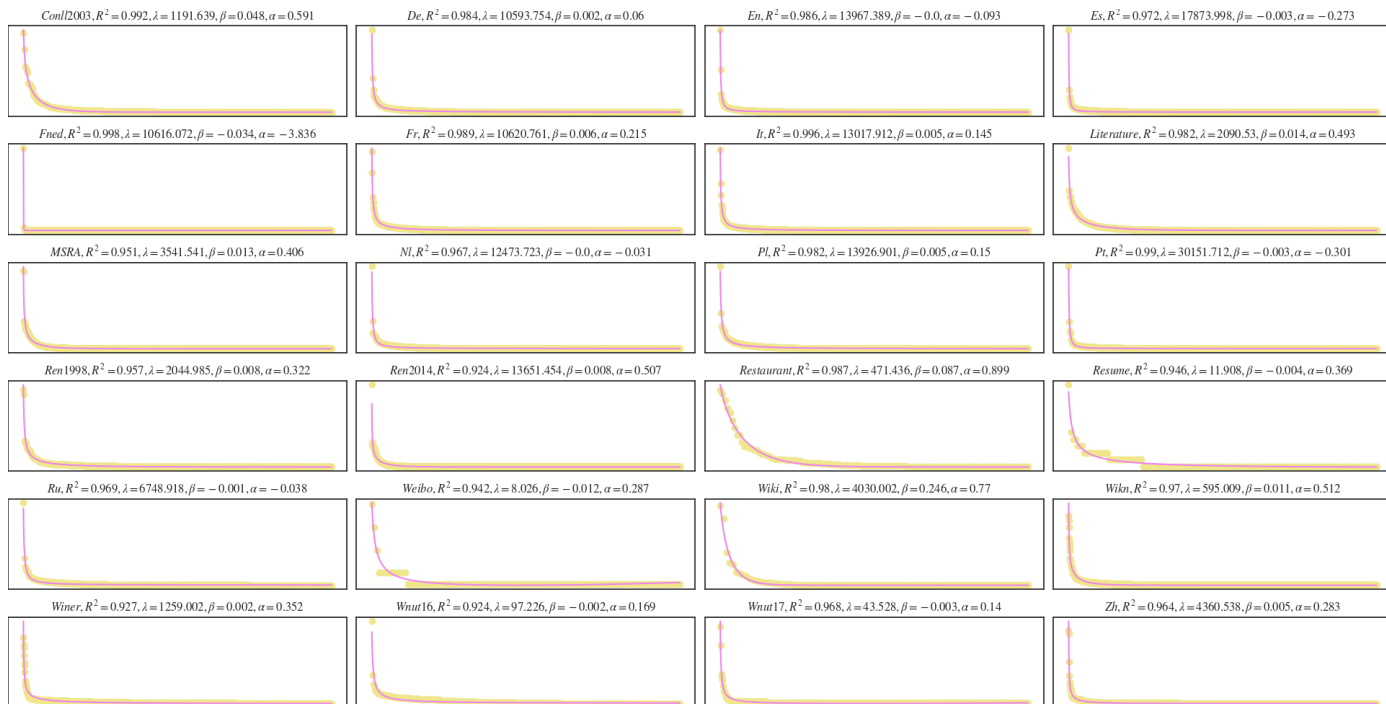 Conll2003, R² = 0.992, λ = 1191.639, β = 0.048, α = 0.591
De, R² = 0.984, λ = 10593.754, β = 0.002, α = 0.06
En, R² = 0.986, λ = 13967.389, β = −0.0, α = −0.093
Es, R² = 0.972, λ = 17873.998, β = −0.003, α = −0.273
Fned, R² = 0.998, λ = 10616.072, β = −0.034, α = −3.836
Fr, R² = 0.989, λ = 10620.761, β = 0.006, α = 0.215
It, R² = 0.996, λ = 13017.912, β = 0.005, α = 0.145
Literature, R² = 0.982, λ = 2090.53, β = 0.014, α = 0.493
MSRA, R² = 0.951, λ = 3541.541, β = 0.013, α = 0.406
Nl, R² = 0.967, λ = 12473.723, β = −0.0, α = −0.031
Pl, R² = 0.982, λ = 13926.901, β = 0.005, α = 0.15
Pt, R² = 0.99, λ = 30151.712, β = −0.003, α = −0.301
Ren1998, R² = 0.957, λ = 2044.985, β = 0.008, α = 0.322
Ren2014, R² = 0.924, λ = 13651.454, β = 0.008, α = 0.507
Restaurant, R² = 0.987, λ = 471.436, β = 0.087, α = 0.899
Resume, R² = 0.946, λ = 11.908, β = −0.004, α = 0.369
Ru, R² = 0.969, λ = 6748.918, β = −0.001, α = −0.038
Weibo, R² = 0.942, λ = 8.026, β = −0.012, α = 0.287
Wiki, R² = 0.98, λ = 4030.002, β = 0.246, α = 0.77
Wikn, R² = 0.97, λ = 595.009, β = 0.011, α = 0.512
Winer, R² = 0.927, λ = 1259.002, β = 0.002, α = 0.352
Wnut16, R² = 0.924, λ = 97.226, β = −0.002, α = 0.169
Wnut17, R² = 0.968, λ = 43.528, β = −0.003, α = 0.14
Zh, R² = 0.964, λ = 4360.538, β = 0.005, α = 0.283